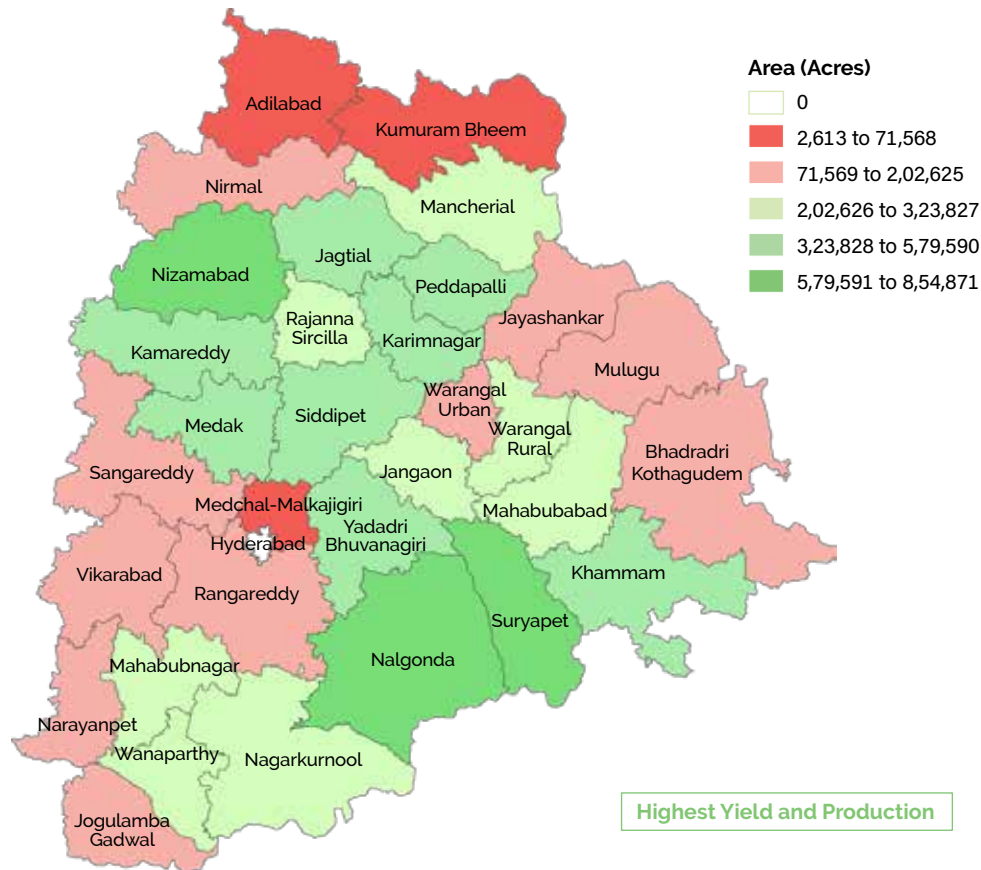 Area (Acres)
0
2,613 to 71,568
71,569 to 2,02,625
2,02,626 to 3,23,827
3,23,828 to 5,79,590
5,79,591 to 8,54,871
Adilabad
Kumuram Bheem
Nirmal
Mancherial
Jagtial
Nizamabad
Peddapalli
Rajanna
Sircilla
Jayashankar
Karimnagar
Kamareddy
Mulugu
Warangal
Urban
Siddipet
Medak
Warangal
Rural
Bhadradri
Kothagudem
Sangareddy
Jangaon
Medchal-Malkajigiri
Mahabubabad
Yadadri
Bhuvanagiri
Hyderabad
Vikarabad
Khammam
Rangareddy
Suryapet
Nalgonda
Mahabubnagar
Narayanpet
Wanaparthy
Nagarkurnool
Jogulamba
Gadwal
Highest Yield and Production